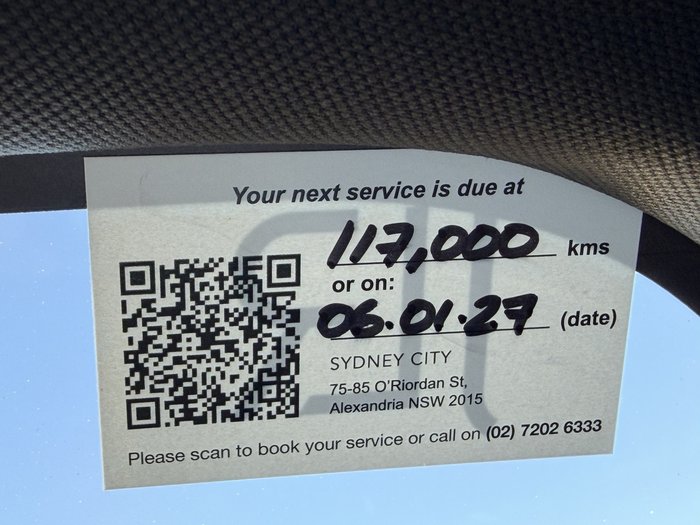 Your next service is due at
117,000 kms
or on:
05.01.27 (date)
SYDNEY CITY
75-85 O'Riordan St,
Alexandria NSW 2015
Please scan to book your service or call on (02) 7202 6333